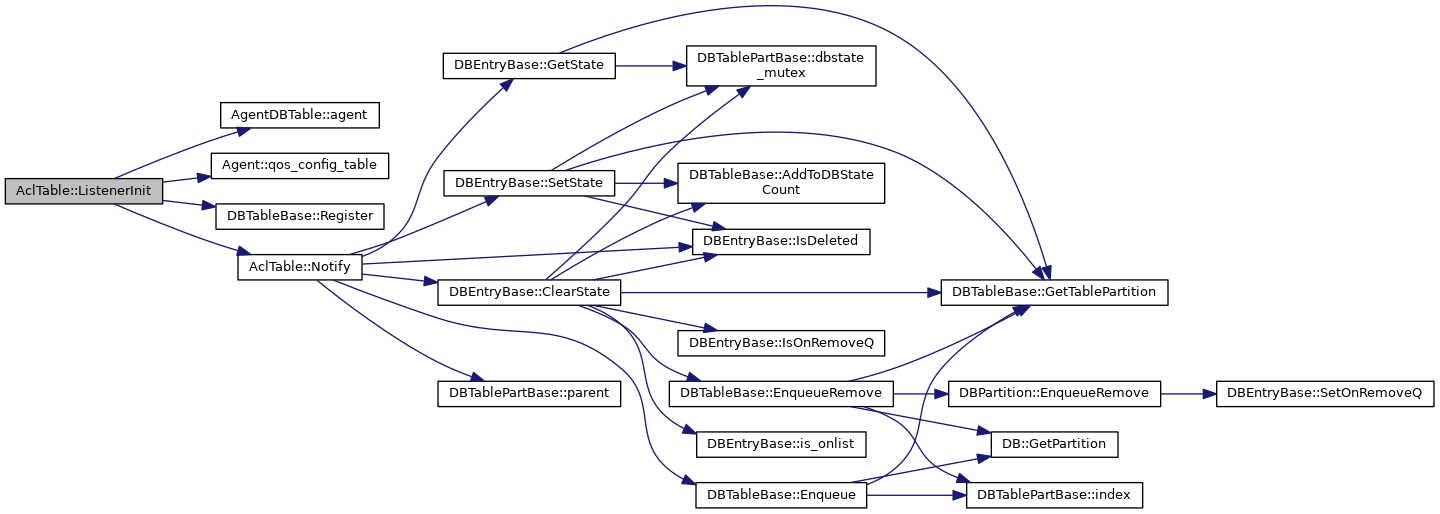 AclTable::ListenerInit
AgentDBTable::agent
Agent::qos_config_table
DBTableBase::Register
AclTable::Notify
DBEntryBase::GetState
DBEntryBase::SetState
DBEntryBase::ClearState
DBTablePartBase::parent
DBTablePartBase::dbstate
_mutex
DBTableBase::AddToDBState
Count
DBEntryBase::IsDeleted
DBEntryBase::IsOnRemoveQ
DBTableBase::EnqueueRemove
DBEntryBase::is_onlist
DBTableBase::Enqueue
DBTableBase::GetTablePartition
DBPartition::EnqueueRemove
DB::GetPartition
DBTablePartBase::index
DBEntryBase::SetOnRemoveQ